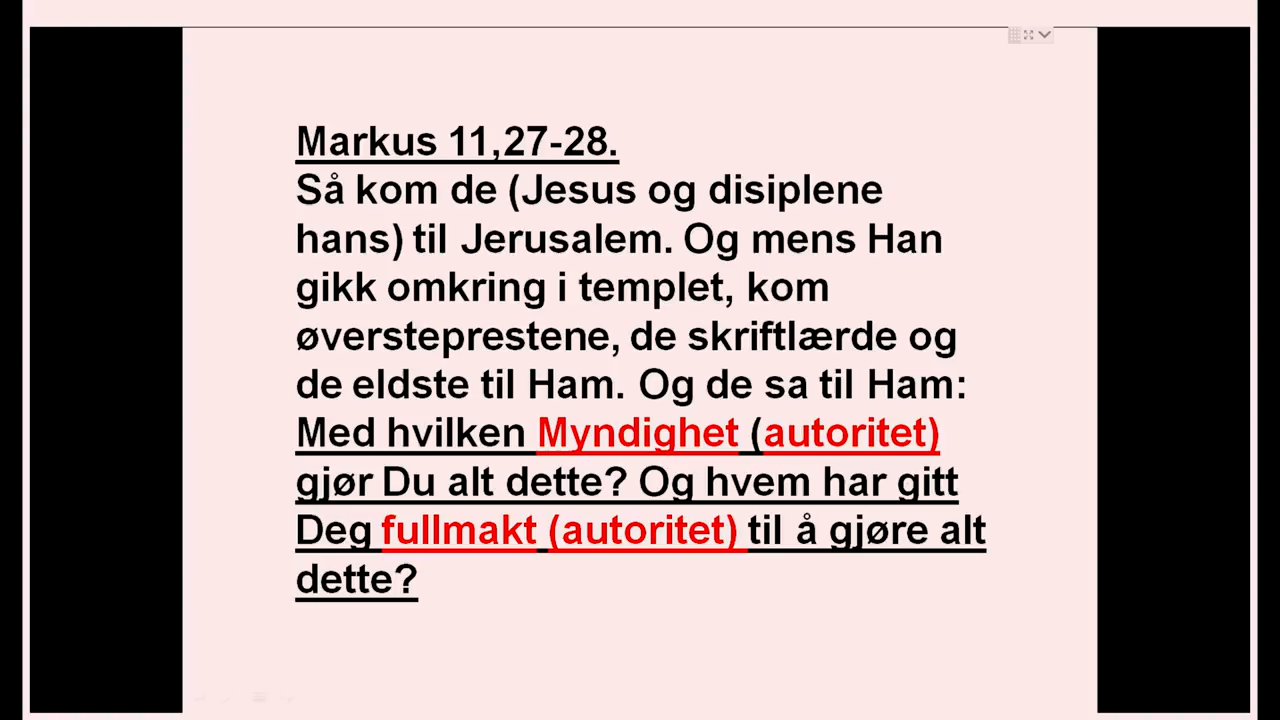 Markus 11,27-28.
Så kom de (Jesus og disiplene
hans) til Jerusalem. Og mens Han
gikk omkring i templet, kom
øversteprestene, de skriftlærde og
de eldste til Ham. Og de sa til Ham:
Med hvilken Myndighet (autoritet)
gjør Du alt dette? Og hvem har gitt
Deg fullmakt (autoritet) til å gjøre alt
dette?